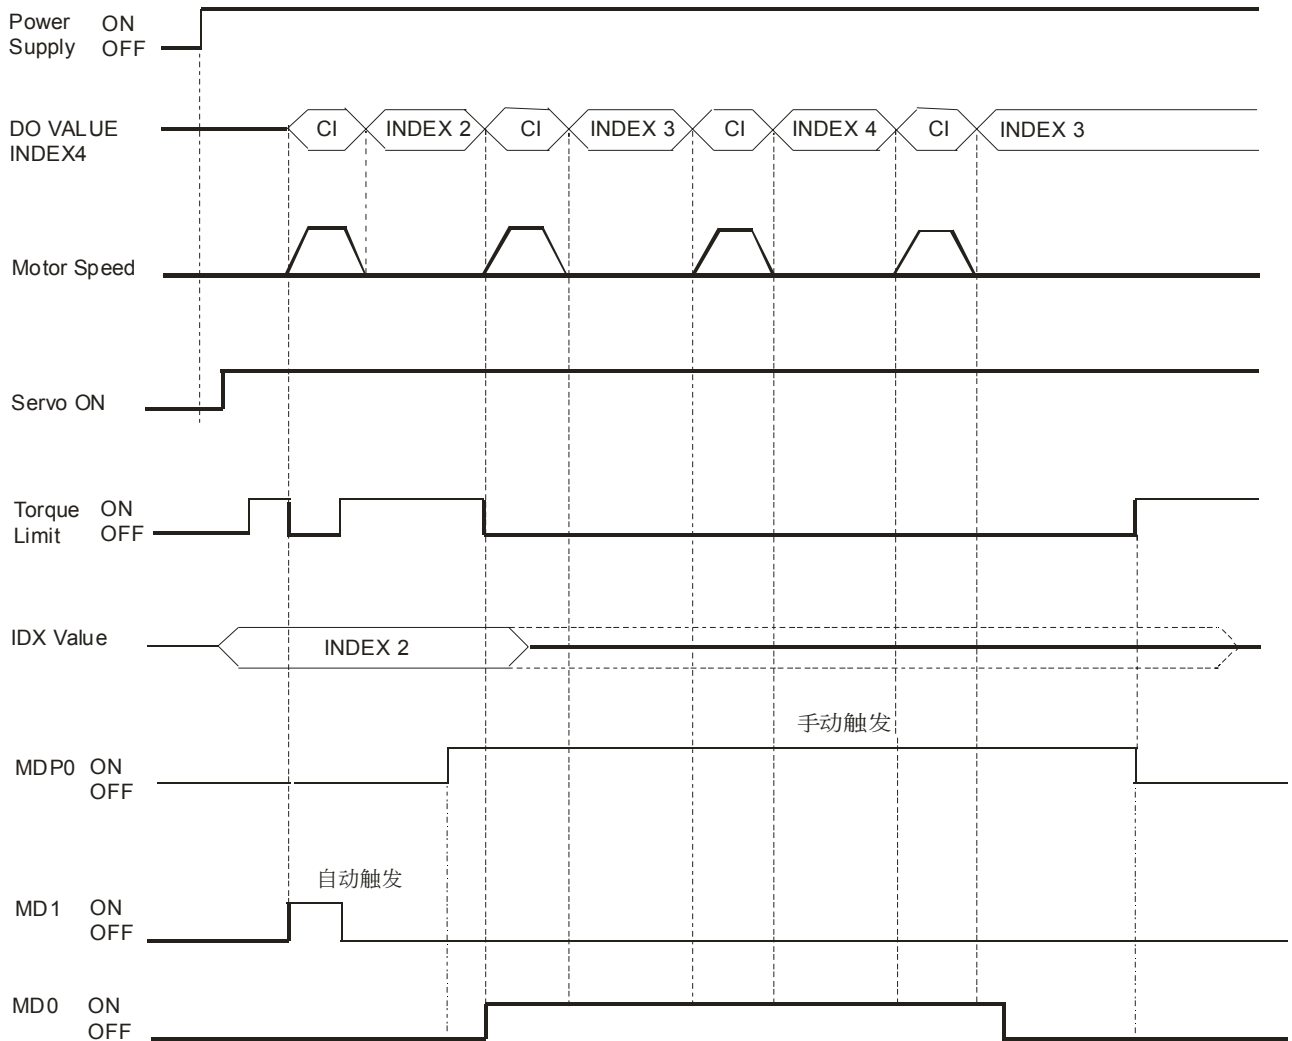 Power ON
Supply OFF
DO VALUE
INDEX4
CI INDEX 2 CI INDEX 3 CI INDEX 4 CI INDEX 3
Motor Speed
Servo ON
Torque ON
Limit OFF
IDX Value
INDEX 2
手动触发
MDP0 ON
OFF
自动触发
MD1 ON
OFF
MD0 ON
OFF